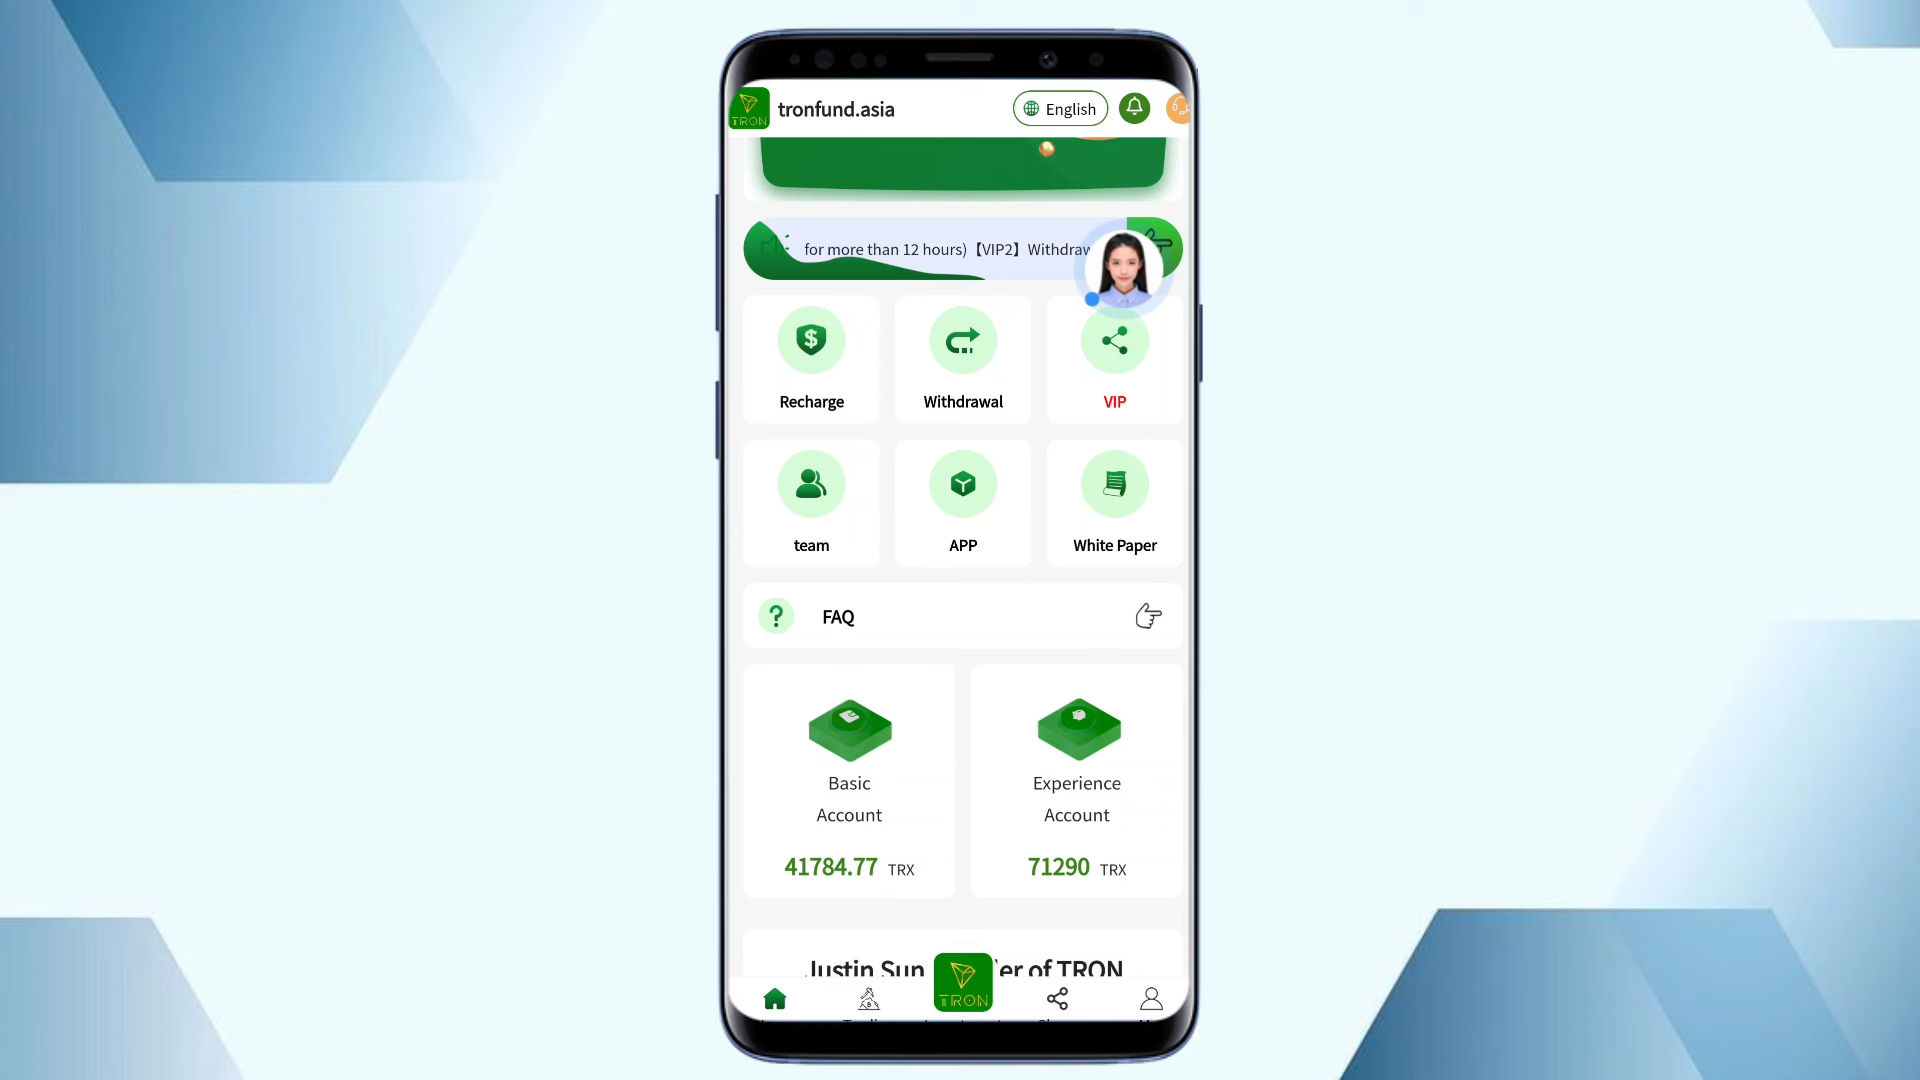 TRON
tronfund.asia
English
for more than 12 hours)【VIP2】Withdraw
Recharge
Withdrawal
VIP
team
APP
White Paper
FAQ
Basic
Account
41784.77 TRX
Experience
Account
71290 TRX
Justin Sun
er of TRON
TRON